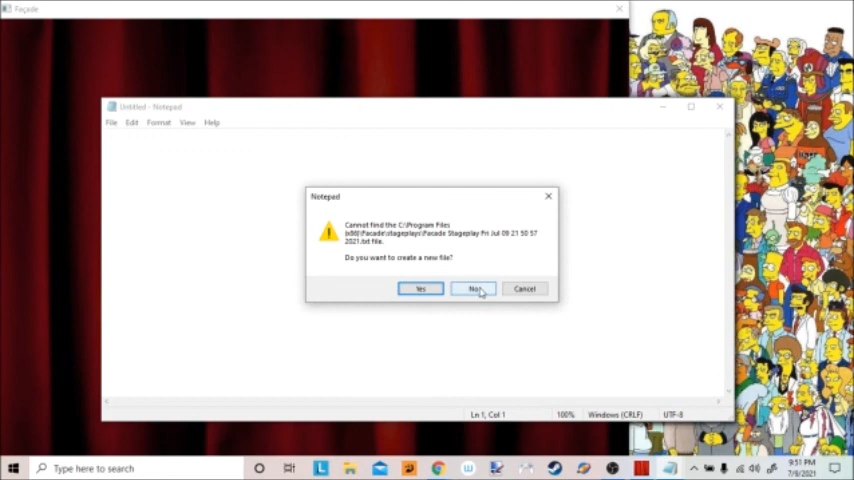 Façade
Untitled - Notepad
File Edit Format View Help
Notepad
Cannot find the C:\Program Files
(x86)\Facade\stageplays\Facade Stageplay Fri Jul 09 21 50 57
2021.txt file.
Do you want to create a new file?
Yes No Cancel
Ln 1, Col 1 100% Windows (CRLF) UTF-8
Type here to search
9:51 PM
7/9/2021